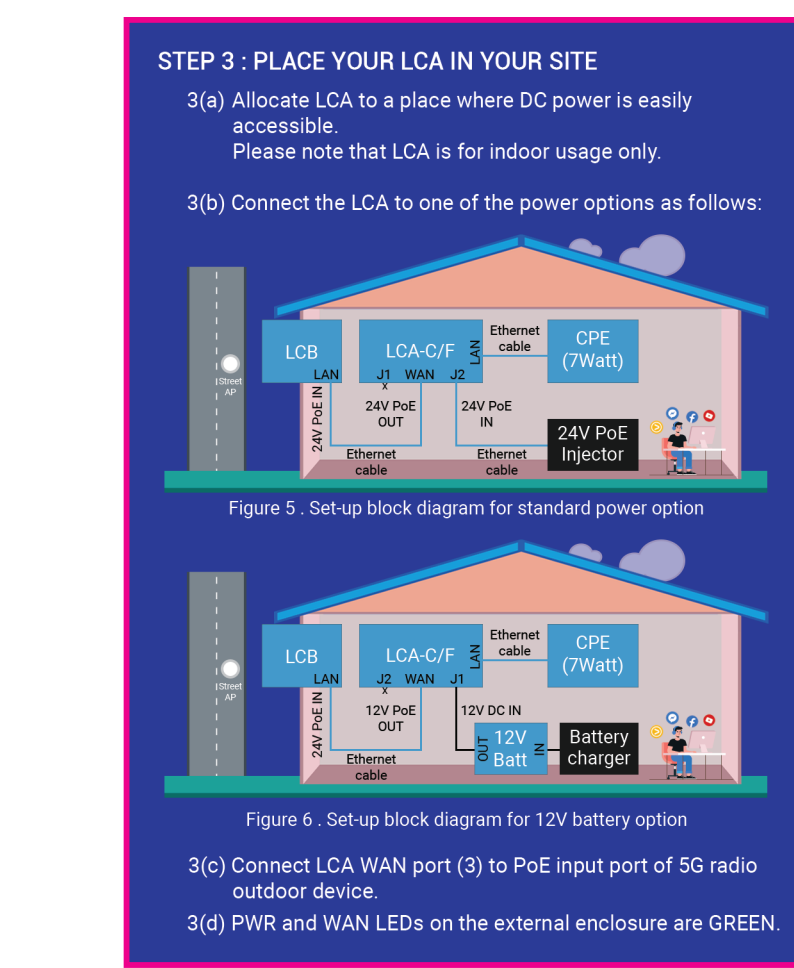 STEP 3 : PLACE YOUR LCA IN YOUR SITE
3(a) Allocate LCA to a place where DC power is easily
accessible.
Please note that LCA is for indoor usage only.
3(b) Connect the LCA to one of the power options as follows:
Street
AP
LCB
LAN
24V PoE IN
LCA-C/F
LAN
J1 WAN J2
x
24V PoE
OUT
24V PoE
IN
Ethernet
cable
CPE
(7Watt)
24V PoE
Injector
Ethernet
cable
Ethernet
cable
Figure 5 . Set-up block diagram for standard power option
Street
AP
LCB
LAN
24V PoE IN
LCA-C/F
LAN
J2 WAN J1
x
12V PoE
OUT
12V DC IN
Ethernet
cable
CPE
(7Watt)
OUT
12V
Batt
IN
Battery
charger
Ethernet
cable
Figure 6 . Set-up block diagram for 12V battery option
3(c) Connect LCA WAN port (3) to PoE input port of 5G radio
outdoor device.
3(d) PWR and WAN LEDs on the external enclosure are GREEN.